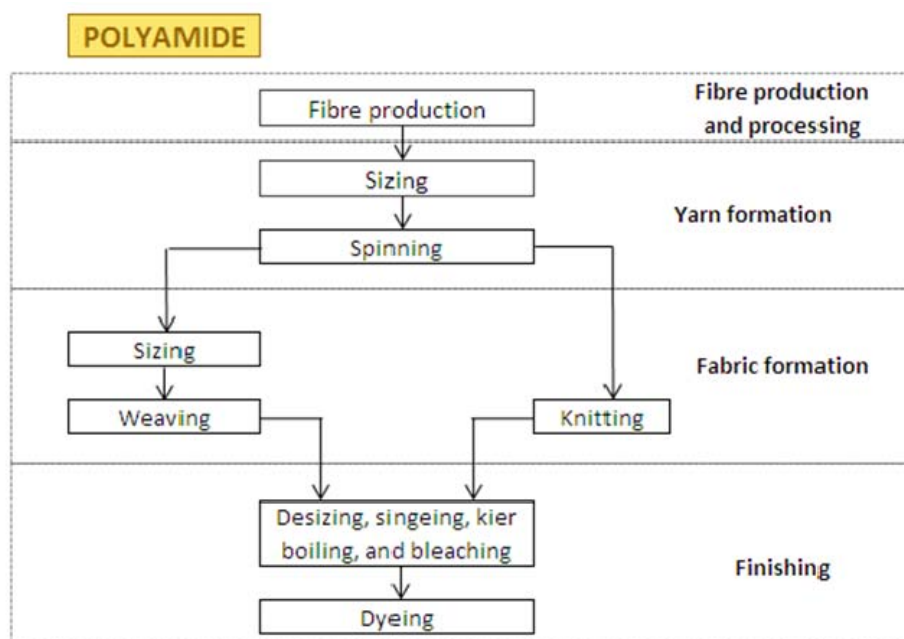 POLYAMIDE
Fibre production
Fibre production
and processing
Sizing
Yarn formation
Spinning
Sizing
Fabric formation
Weaving
Knitting
Desizing, singeing, kier
boiling, and bleaching
Finishing
Dyeing